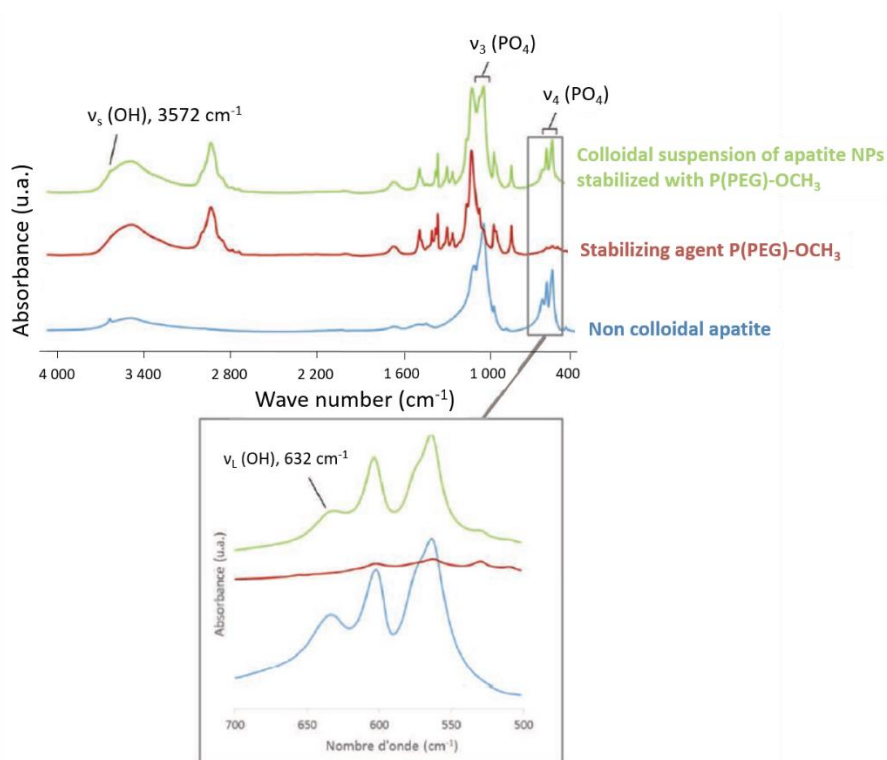 ν₃ (PO₄)
ν₄ (PO₄)
νₛ (OH), 3572 cm⁻¹
Colloidal suspension of apatite NPs
stabilized with P(PEG)-OCH₃
Stabilizing agent P(PEG)-OCH₃
Non colloidal apatite
Absorbance (u.a.)
4 000 3 400 2 800 2 200 1 600 1 000 400
Wave number (cm⁻¹)
ν_L (OH), 632 cm⁻¹
Absorbance (u.a.)
700 650 600 550 500
Nombre d'onde (cm⁻¹)